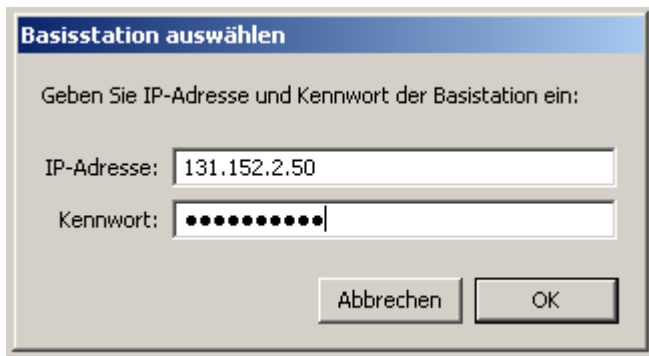 Basisstation auswählen
Geben Sie IP-Adresse und Kennwort der Basistation ein:
IP-Adresse: 131.152.2.50
Kennwort: ●●●●●●●●●●
Abbrechen OK